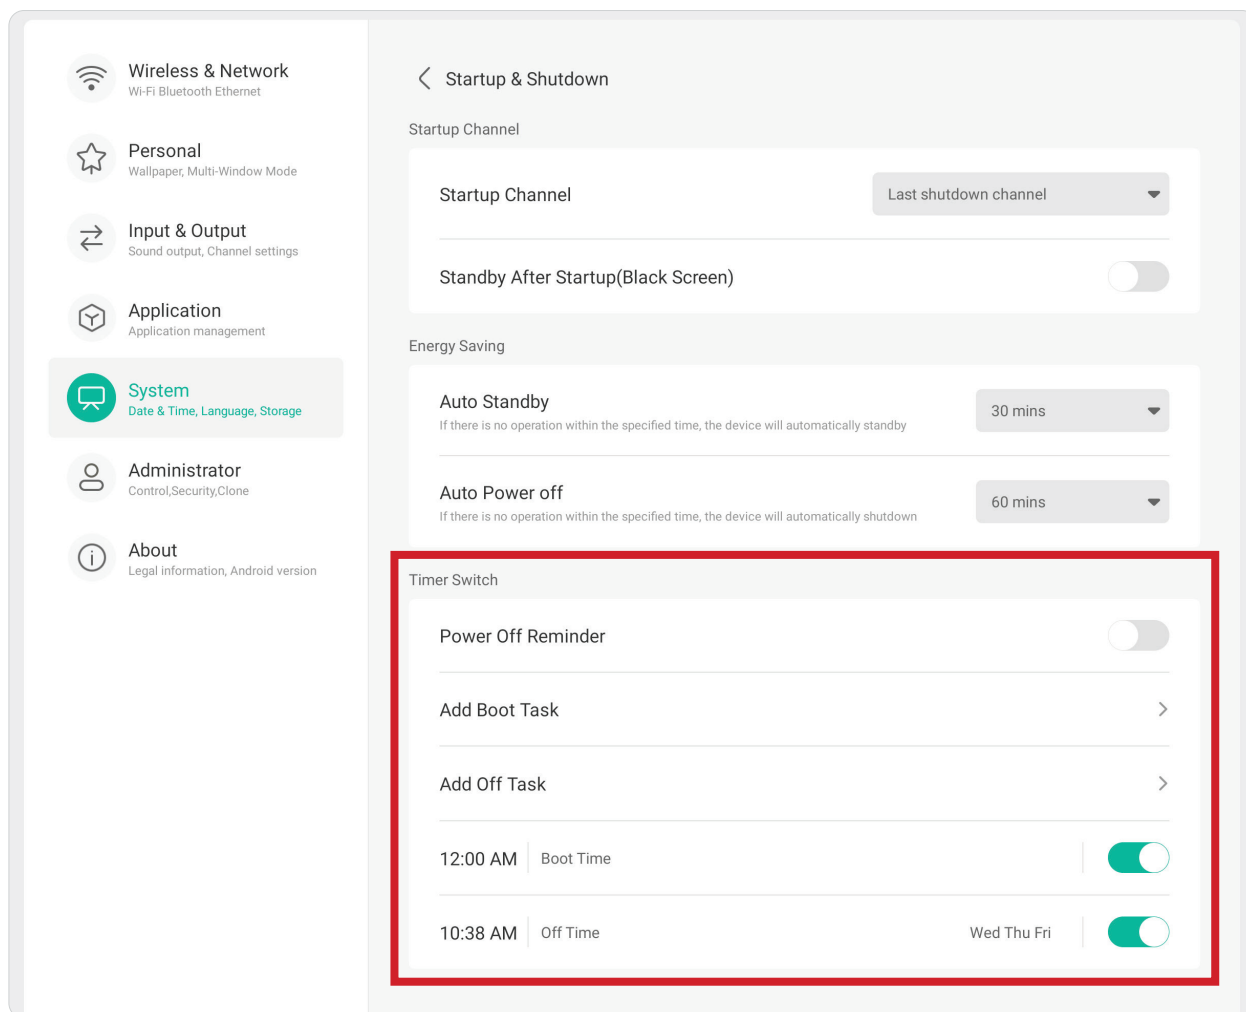 Wireless & Network
Wi-Fi Bluetooth Ethernet
Personal
Wallpaper, Multi-Window Mode
Input & Output
Sound output, Channel settings
Application
Application management
System
Date & Time, Language, Storage
Administrator
Control,Security,Clone
About
Legal information, Android version
Startup & Shutdown
Startup Channel
Startup Channel
Last shutdown channel
Standby After Startup(Black Screen)
Energy Saving
Auto Standby
If there is no operation within the specified time, the device will automatically standby
30 mins
Auto Power off
If there is no operation within the specified time, the device will automatically shutdown
60 mins
Timer Switch
Power Off Reminder
Add Boot Task
Add Off Task
12:00 AM Boot Time
10:38 AM Off Time Wed Thu Fri